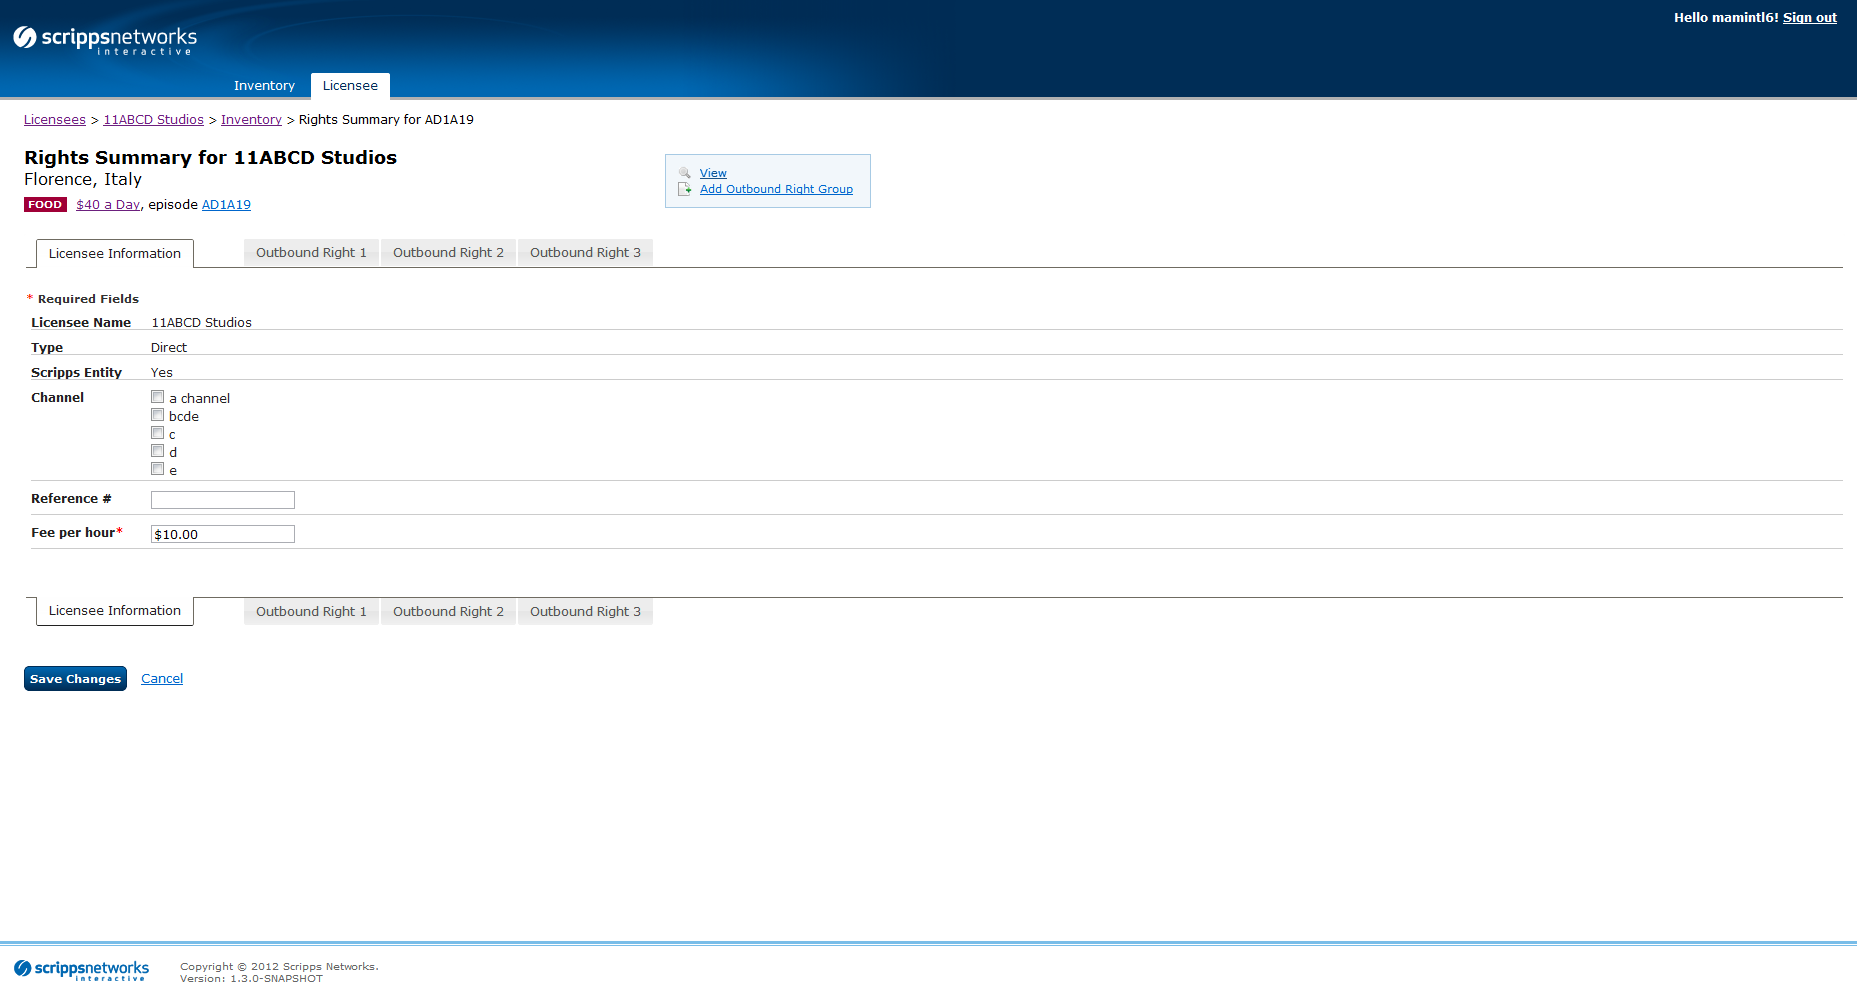 Hello mamintl6! Sign out
scrippsnetworks
interactive
Inventory Licensee
Licensees > 11ABCD Studios > Inventory > Rights Summary for AD1A19
Rights Summary for 11ABCD Studios
Florence, Italy
FOOD $40 a Day, episode AD1A19
View
Add Outbound Right Group
Licensee Information Outbound Right 1 Outbound Right 2 Outbound Right 3
* Required Fields
Licensee Name 11ABCD Studios
Type Direct
Scripps Entity Yes
Channel a channel
bcde
c
d
e
Reference #
Fee per hour* $10.00
Licensee Information Outbound Right 1 Outbound Right 2 Outbound Right 3
Save Changes Cancel
scrippsnetworks
interactive
Copyright © 2012 Scripps Networks.
Version: 1.3.0-SNAPSHOT